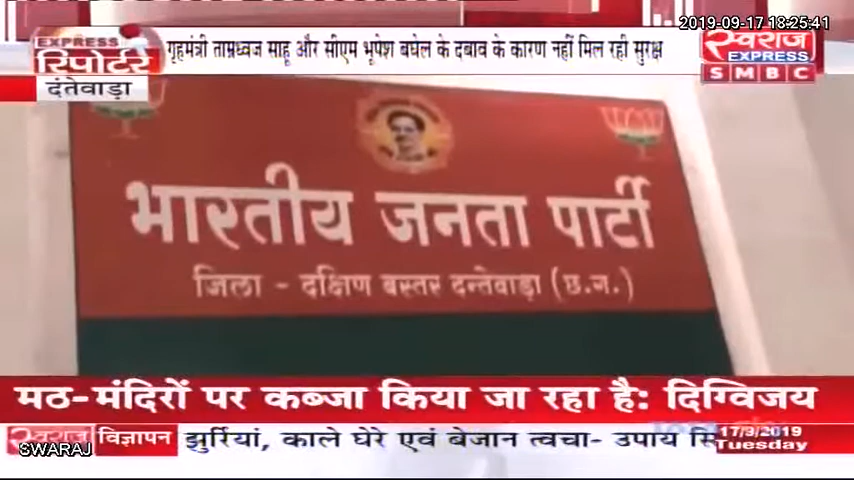 2019-09-17 18:25:41
EXPRESS
रिपोर्टर
गृहमंत्री ताम्रध्वज साहू और सीएम भूपेश बघेल के दबाव के कारण नहीं मिल रही सुरक्ष
स्वराज
EXPRESS
SMBC
दंतेवाड़ा
भारतीय जनता पार्टी
जिला - दक्षिण बस्तर दन्तेवाड़ा (छ.ग.)
मठ-मंदिरों पर कब्जा किया जा रहा है: दिग्विजय
स्वराज
SWARAJ
विज्ञापन
झुर्रियां, काले घेरे एवं बेजान त्वचा- उपाय सि
17/9/2019
Tuesday